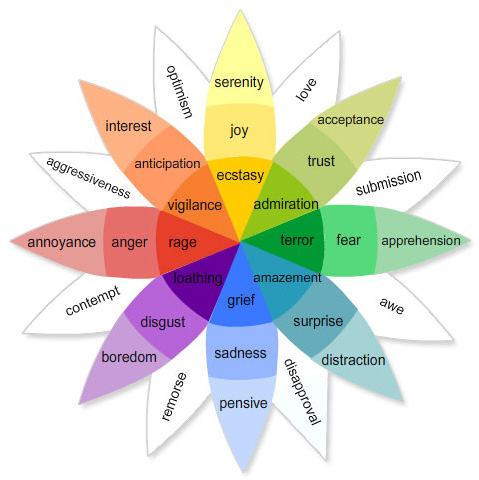 serenity
optimism
love
joy
interest
acceptance
anticipation
trust
ecstasy
aggressiveness
submission
vigilance
admiration
annoyance
anger
rage
terror
fear
apprehension
loathing
amazement
contempt
grief
awe
disgust
surprise
boredom
sadness
distraction
remorse
disapproval
pensive